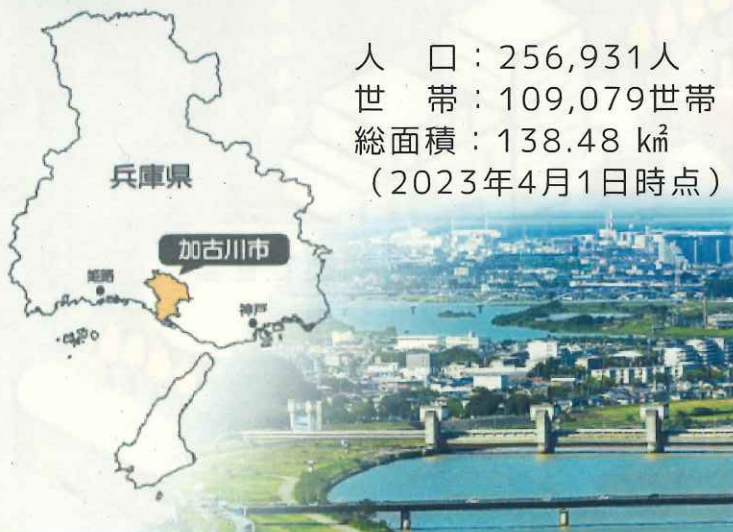 人　口：256,931人
世　帯：109,079世帯
総面積：138.48 ㎢
（2023年4月1日時点）
兵庫県
加古川市
姫路
神戸